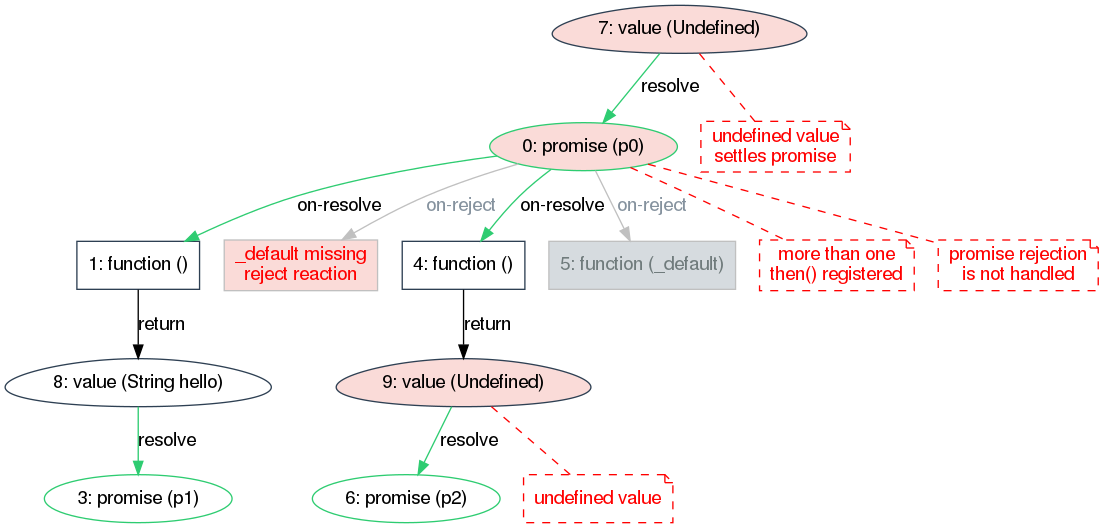 7: value (Undefined)
resolve
undefined value
settles promise
0: promise (p0)
on-resolve
on-reject
on-resolve
on-reject
1: function ()
_default missing
reject reaction
4: function ()
5: function (_default)
more than one
then() registered
promise rejection
is not handled
return
return
8: value (String hello)
9: value (Undefined)
resolve
resolve
3: promise (p1)
6: promise (p2)
undefined value